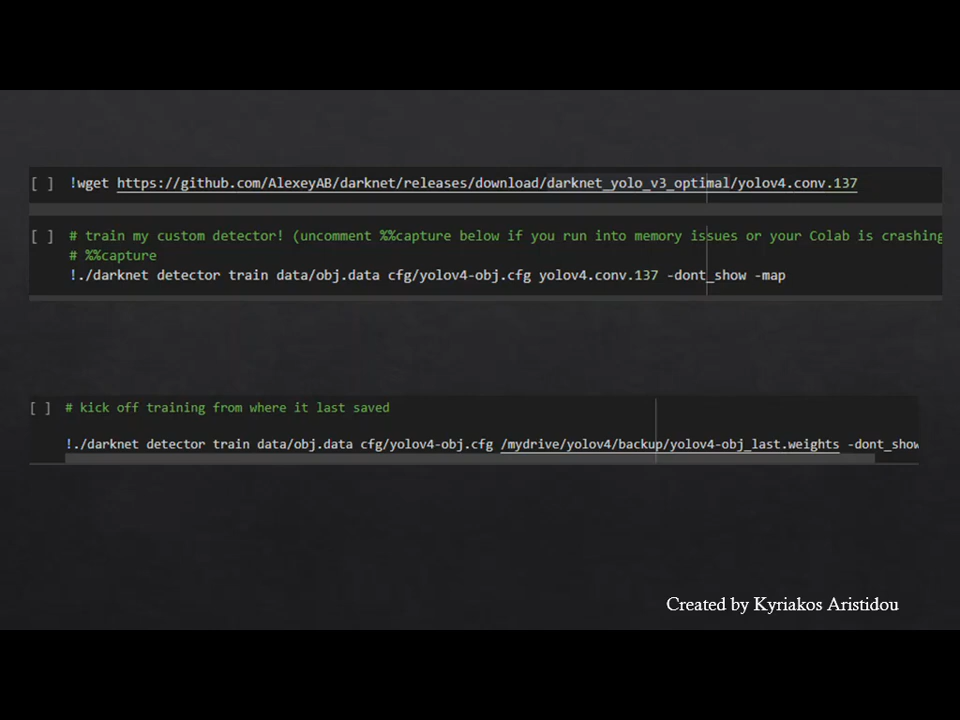 [ ] !wget https://github.com/AlexeyAB/darknet/releases/download/darknet_yolo_v3_optimal/yolov4.conv.137
[ ] # train my custom detector! (uncomment %%capture below if you run into memory issues or your Colab is crashing
# %%capture
!./darknet detector train data/obj.data cfg/yolov4-obj.cfg yolov4.conv.137 -dont_show -map
[ ] # kick off training from where it last saved
!./darknet detector train data/obj.data cfg/yolov4-obj.cfg /mydrive/yolov4/backup/yolov4-obj_last.weights -dont_show
Created by Kyriakos Aristidou